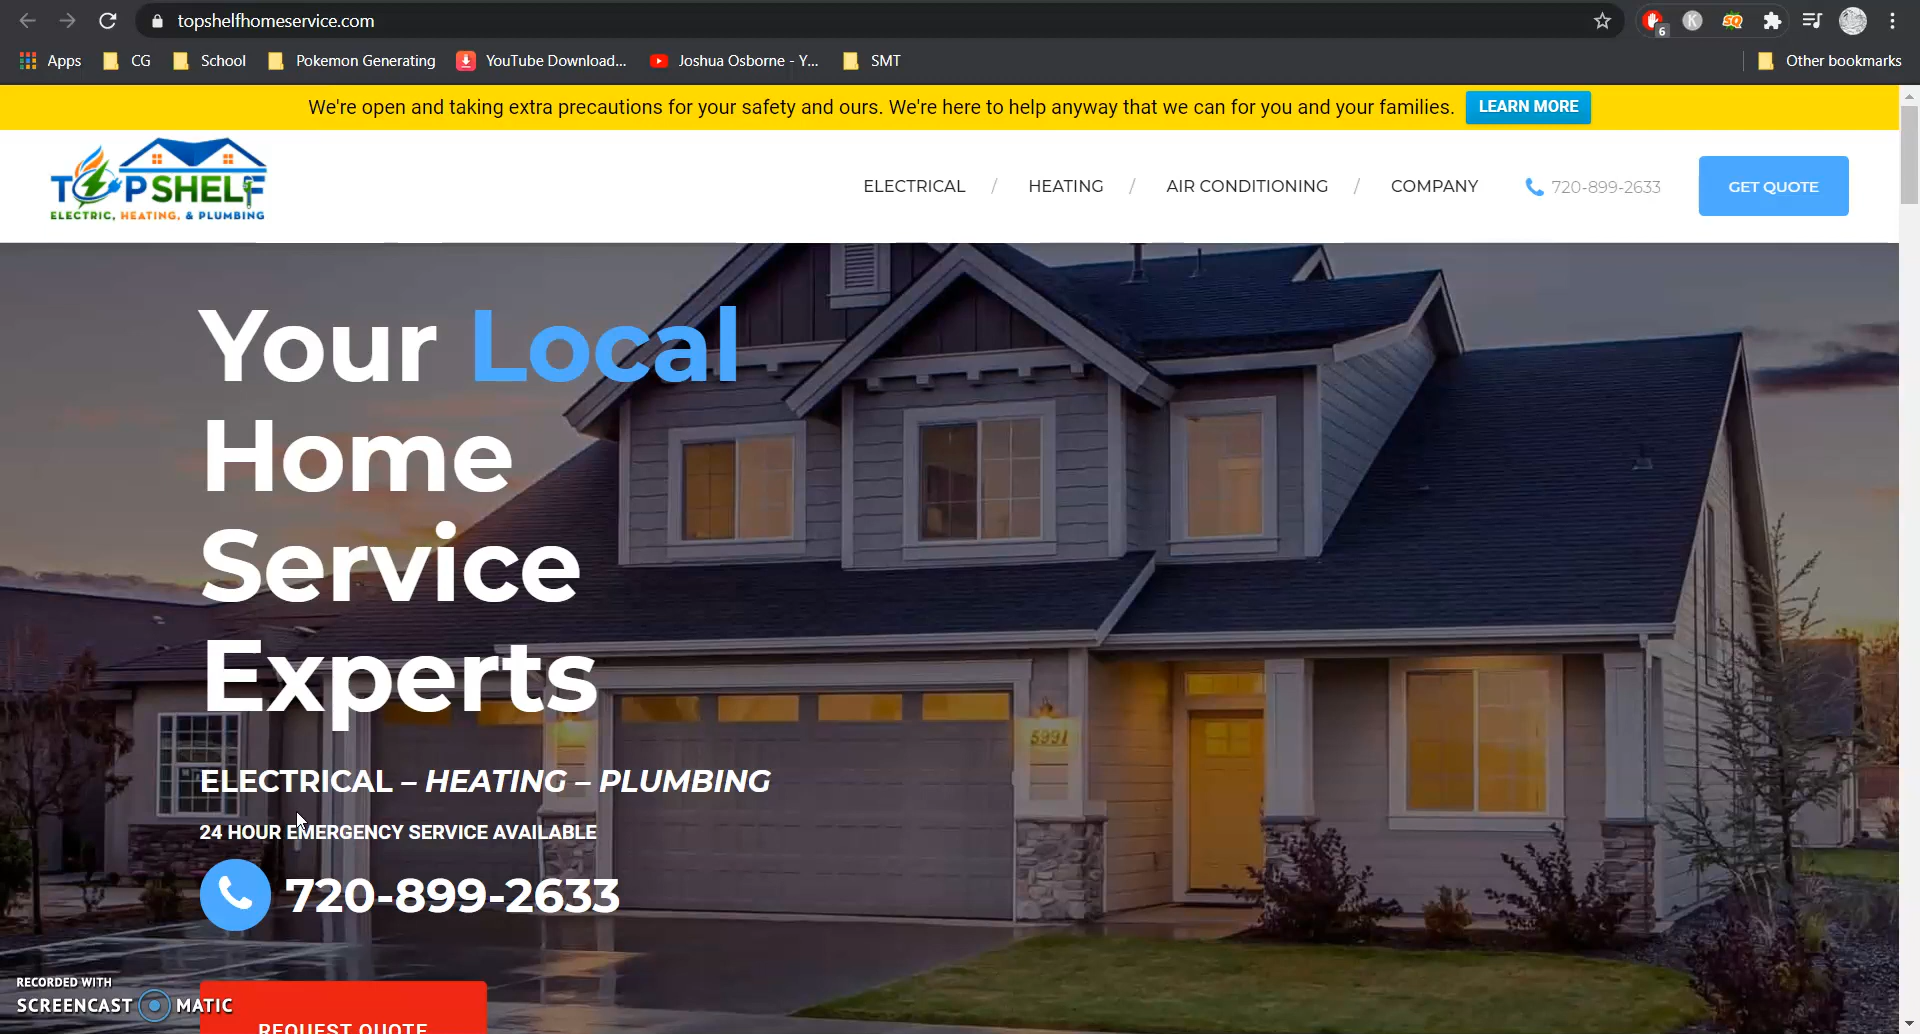 topshelfhomeservice.com
6
K
SQ
Apps
CG
School
Pokemon Generating
YouTube Download...
Joshua Osborne - Y...
SMT
Other bookmarks
We're open and taking extra precautions for your safety and ours. We're here to help anyway that we can for you and your families.
LEARN MORE
TOPSHELF
ELECTRIC, HEATING, & PLUMBING
ELECTRICAL / HEATING / AIR CONDITIONING / COMPANY
720-899-2633
GET QUOTE
Your Local
Home
Service
Experts
5991
ELECTRICAL – HEATING – PLUMBING
24 HOUR EMERGENCY SERVICE AVAILABLE
720-899-2633
RECORDED WITH
SCREENCAST MATIC
REQUEST QUOTE